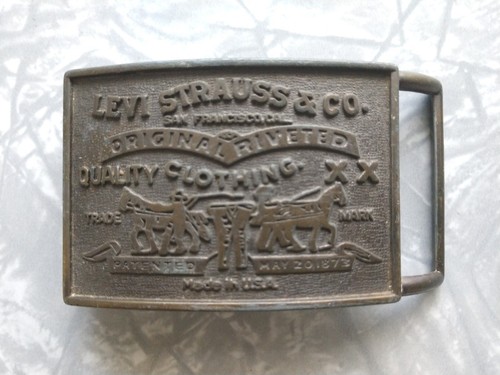 LEVI STRAUSS & CO.
SAN FRANCISCO, CAL.
ORIGINAL RIVETED
QUALITY CLOTHING. XX
TRADE MARK
PATENTED MAY 20 1873
Made in U.S.A.